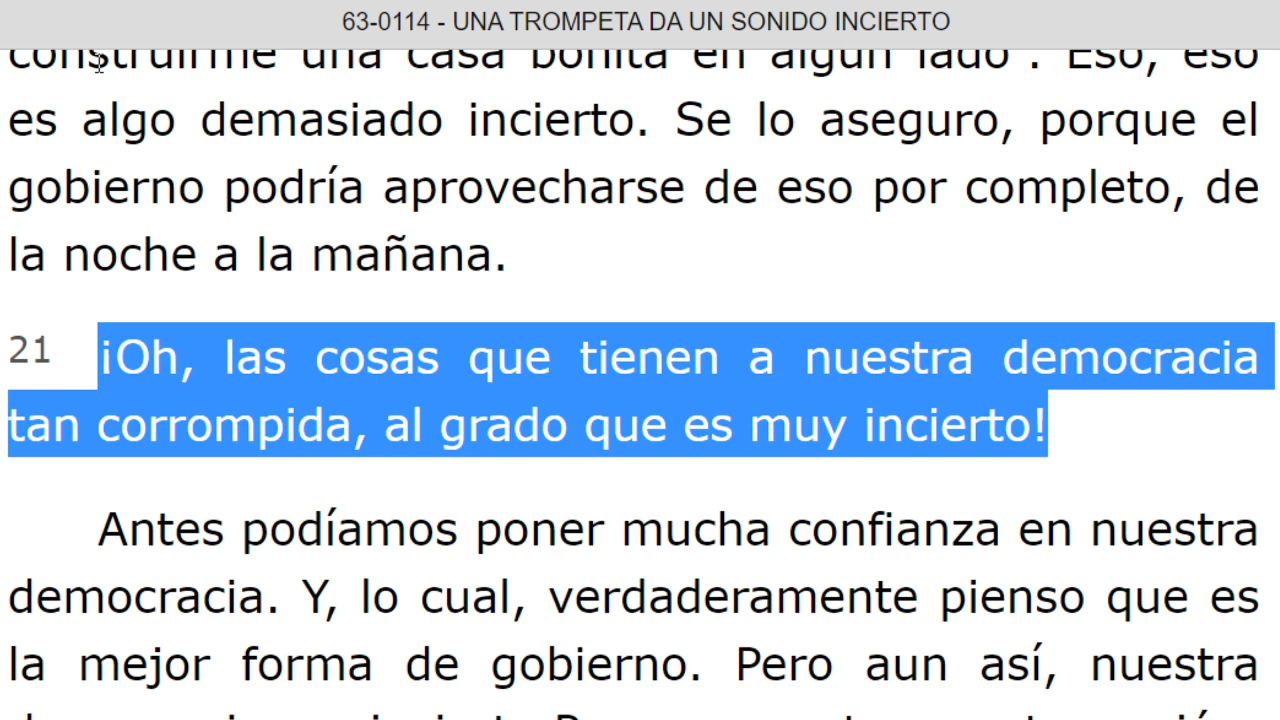 63-0114 - UNA TROMPETA DA UN SONIDO INCIERTO
construirme una casa bonita en algún lado". Eso, eso
es algo demasiado incierto. Se lo aseguro, porque el
gobierno podría aprovecharse de eso por completo, de
la noche a la mañana.
21 ¡Oh, las cosas que tienen a nuestra democracia
tan corrompida, al grado que es muy incierto!
Antes podíamos poner mucha confianza en nuestra
democracia. Y, lo cual, verdaderamente pienso que es
la mejor forma de gobierno. Pero aun así, nuestra